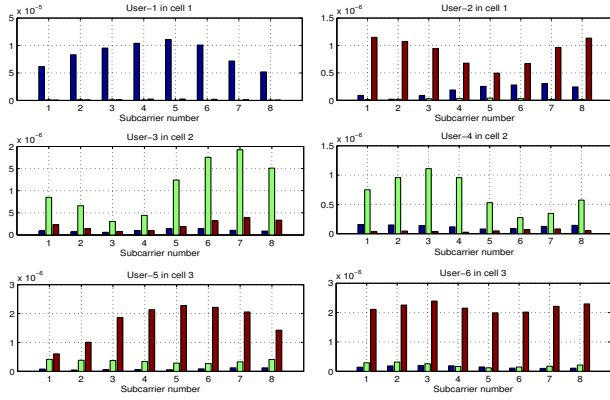 User-1 in cell 1
x 10^-5
15
10
5
0
1 2 3 4 5 6 7 8
Subcarrier number
User-2 in cell 1
x 10^-6
1.5
1
0.5
0
1 2 3 4 5 6 7 8
Subcarrier number
User-3 in cell 2
x 10^-6
2
1.5
1
5
0
1 2 3 4 5 6 7 8
Subcarrier number
User-4 in cell 2
x 10^-6
1.5
1
0.5
0
1 2 3 4 5 6 7 8
Subcarrier number
User-5 in cell 3
x 10^-6
3
2
1
0
1 2 3 4 5 6 7 8
Subcarrier number
User-6 in cell 3
x 10^-6
3
2
1
0
1 2 3 4 5 6 7 8
Subcarrier number